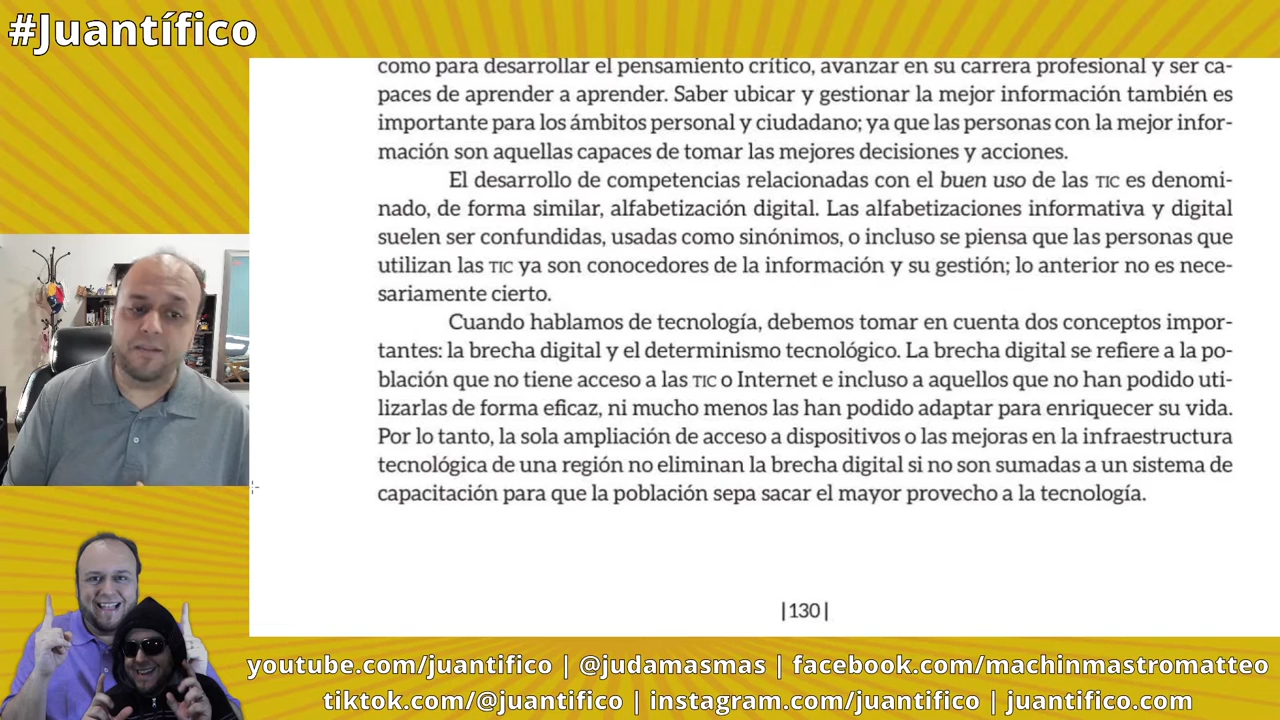 #Juantífico
como para desarrollar el pensamiento crítico, avanzar en su carrera profesional y ser ca-
paces de aprender a aprender. Saber ubicar y gestionar la mejor información también es
importante para los ámbitos personal y ciudadano; ya que las personas con la mejor infor-
mación son aquellas capaces de tomar las mejores decisiones y acciones.
El desarrollo de competencias relacionadas con el buen uso de las TIC es denomi-
nado, de forma similar, alfabetización digital. Las alfabetizaciones informativa y digital
suelen ser confundidas, usadas como sinónimos, o incluso se piensa que las personas que
utilizan las TIC ya son conocedores de la información y su gestión; lo anterior no es nece-
sariamente cierto.
Cuando hablamos de tecnología, debemos tomar en cuenta dos conceptos impor-
tantes: la brecha digital y el determinismo tecnológico. La brecha digital se refiere a la po-
blación que no tiene acceso a las TIC o Internet e incluso a aquellos que no han podido uti-
lizarlas de forma eficaz, ni mucho menos las han podido adaptar para enriquecer su vida.
Por lo tanto, la sola ampliación de acceso a dispositivos o las mejoras en la infraestructura
tecnológica de una región no eliminan la brecha digital si no son sumadas a un sistema de
capacitación para que la población sepa sacar el mayor provecho a la tecnología.
|130|
youtube.com/juantifico | @judamasmas | facebook.com/machinmastromatteo
tiktok.com/@juantifico | instagram.com/juantifico | juantifico.com